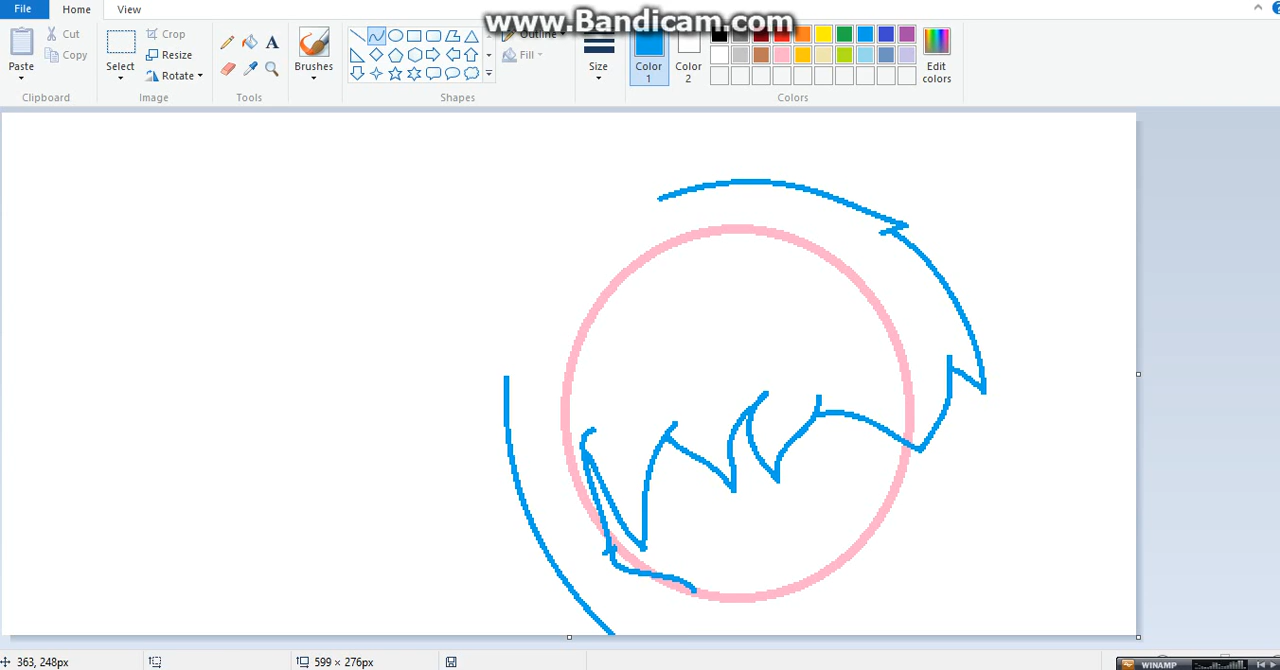 www.Bandicam.com
File
Home
View
Paste
Cut
Copy
Clipboard
Select
Crop
Resize
Rotate
Image
A
Tools
Brushes
Outline
Fill
Shapes
Size
Color
1
Color
2
Edit
colors
Colors
363, 248px
599 × 276px
WINAMP